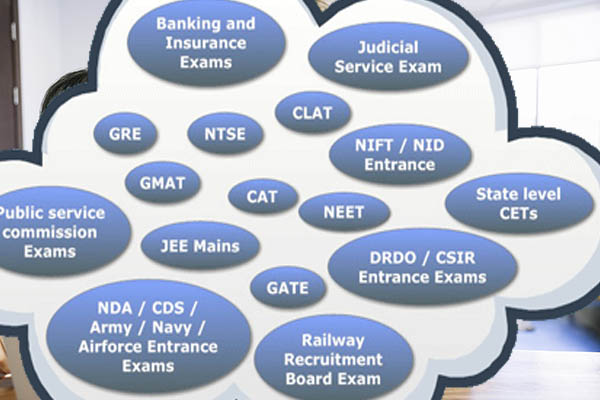 Banking and
Insurance
Exams
Judicial
Service Exam
CLAT
GRE
NTSE
NIFT / NID
Entrance
GMAT
CAT
NEET
State level
CETs
Public service
commission
Exams
JEE Mains
DRDO / CSIR
Entrance Exams
GATE
NDA / CDS /
Army / Navy /
Airforce Entrance
Exams
Railway
Recruitment
Board Exam